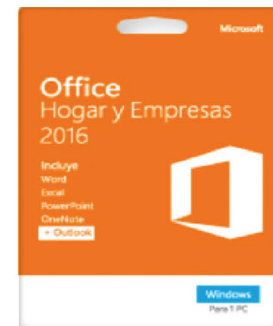 Microsoft
Office
Hogar y Empresas
2016
Incluye
Word
Excel
PowerPoint
OneNote
+ Outlook
Windows
Para 1 PC